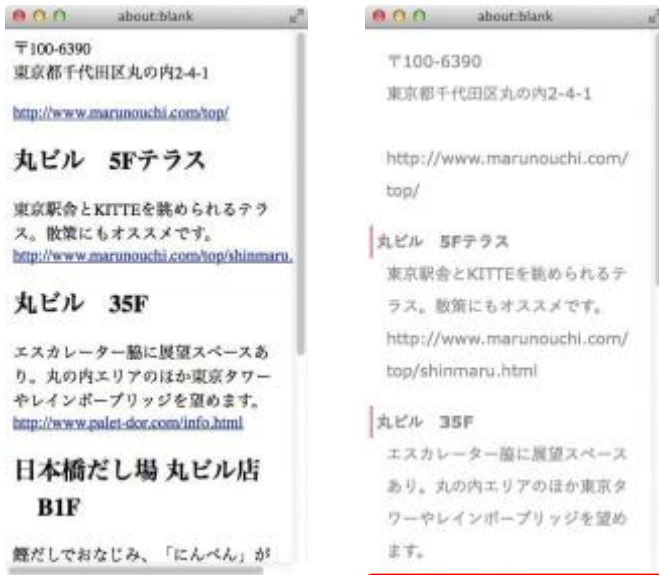 about:blank
〒100-6390
東京都千代田区丸の内2-4-1
http://www.marunouchi.com/top/
丸ビル　5Fテラス
東京駅舎とKITTEを眺められるテラ
ス。散策にもオススメです。
http://www.marunouchi.com/top/shinmaru.
丸ビル　35F
エスカレーター脇に展望スペースあ
り。丸の内エリアのほか東京タワー
やレインボーブリッジを望めます。
http://www.palet-dor.com/info.html
日本橋だし場 丸ビル店
B1F
鰹だしでおなじみ、「にんべん」が
about:blank
〒100-6390
東京都千代田区丸の内2-4-1
http://www.marunouchi.com/
top/
丸ビル　5Fテラス
東京駅舎とKITTEを眺められるテ
ラス。散策にもオススメです。
http://www.marunouchi.com/
top/shinmaru.html
丸ビル　35F
エスカレーター脇に展望スペース
あり。丸の内エリアのほか東京タ
ワーやレインボーブリッジを望め
ます。